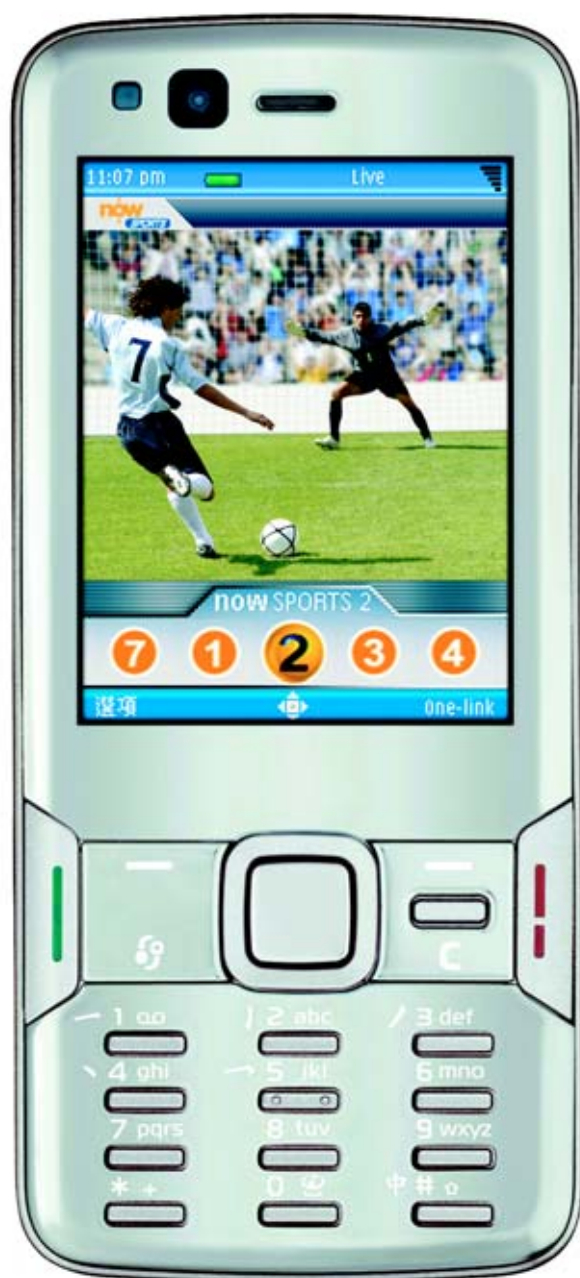 11:07 pm Live
now
SPORTS
7
now SPORTS 2
7 1 2 3 4
選項 One-link
C
1 2 abc 3 def
4 ghi 5 jkl 6 mno
7 pqrs 8 tuv 9 wxyz
* + 0 中 #